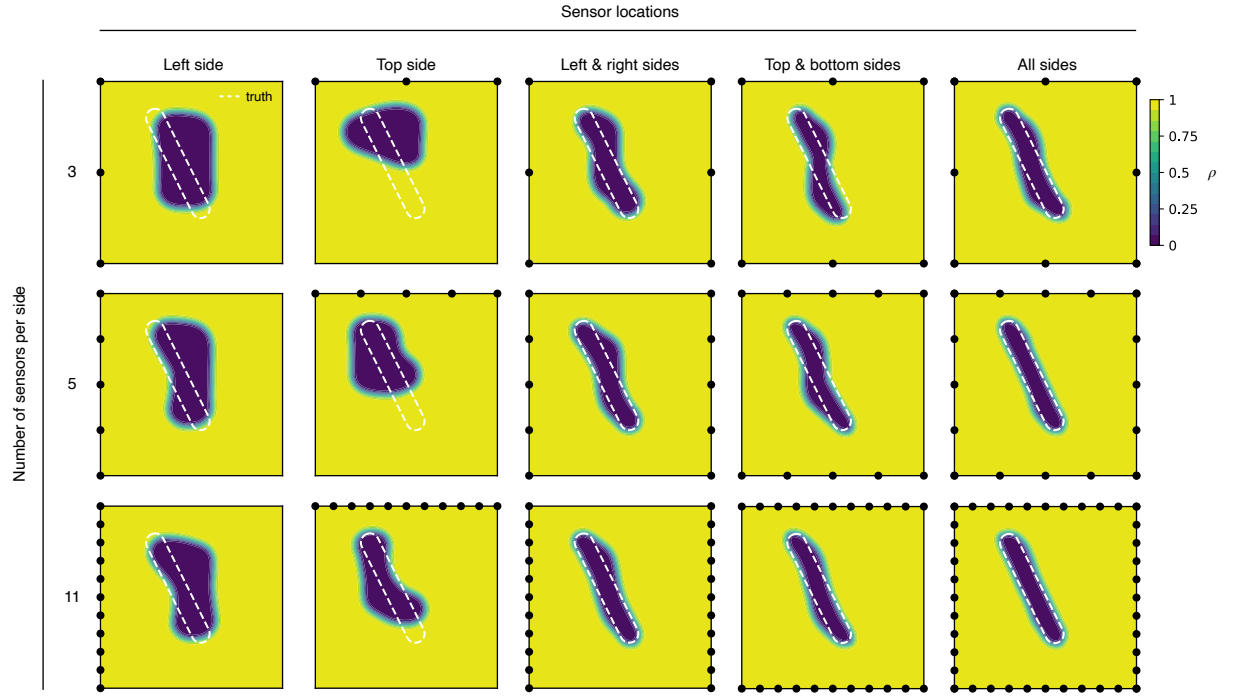 Sensor locations
Left side
Top side
Left & right sides
Top & bottom sides
All sides
truth
Number of sensors per side
3
5
11
1
0.75
0.5
0.25
0
ρ